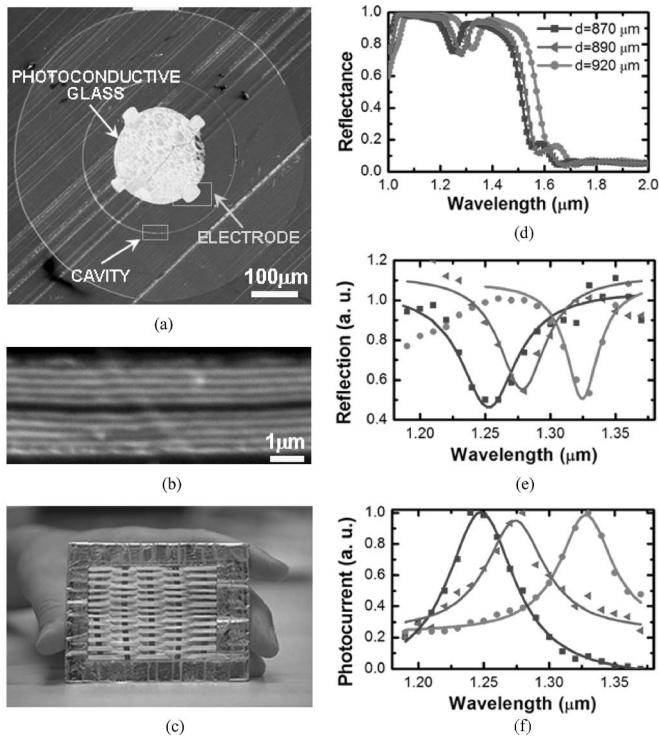 PHOTOCONDUCTIVE
GLASS
ELECTRODE
CAVITY
100μm
(a)
1μm
(b)
(c)
Reflectance
1.0
0.8
0.6
0.4
0.2
0.0
d=870 μm
d=890 μm
d=920 μm
1.0 1.2 1.4 1.6 1.8 2.0
Wavelength (μm
(d)
Reflection (a. u.)
1.2
1.0
0.8
0.6
0.4
1.20 1.25 1.30 1.35
Wavelength (μm
(e)
Photocurrent (a. u.)
1.0
0.8
0.6
0.4
0.2
0.0
1.20 1.25 1.30 1.35
Wavelength (μm
(f)